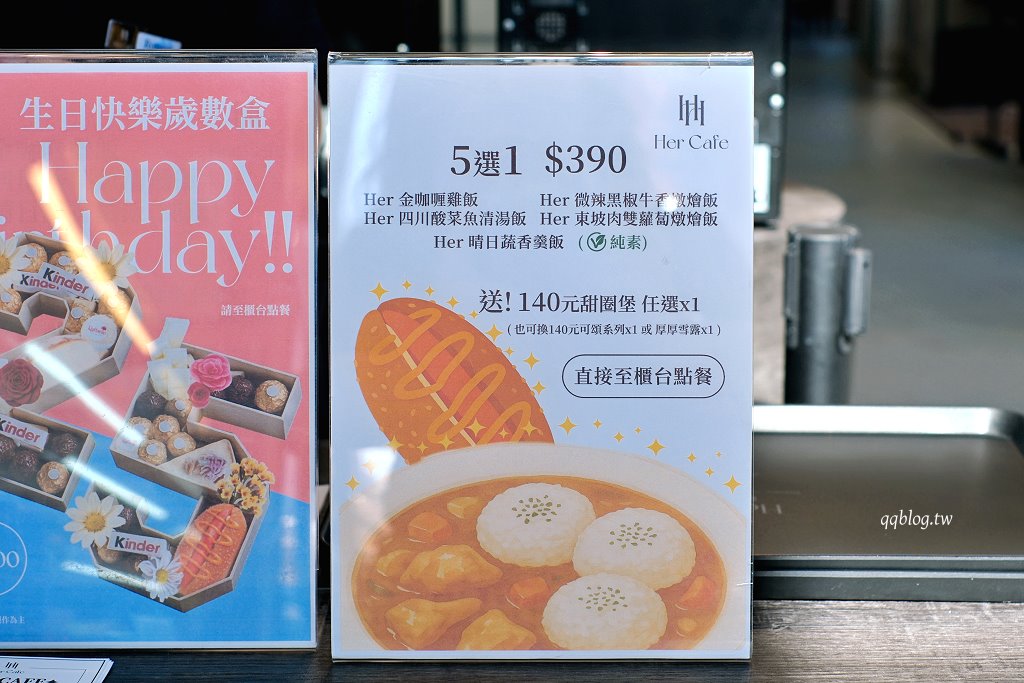 生日快樂歲數盒
Happy
irthday!!
請至櫃台點餐
Kinder
Kinder
Kinder
Kinder
00
作為主
Her Cafe
5選1 $390
Her 金咖喱雞飯 Her 微辣黑椒牛香燉燴飯
Her 四川酸菜魚清湯飯 Her 東坡肉雙蘿蔔燉燴飯
Her 晴日蔬香羹飯 (純素)
送! 140元甜圈堡 任選x1
(也可換140元可頌系列x1 或 厚厚雪露x1)
直接至櫃台點餐
qqblog.tw